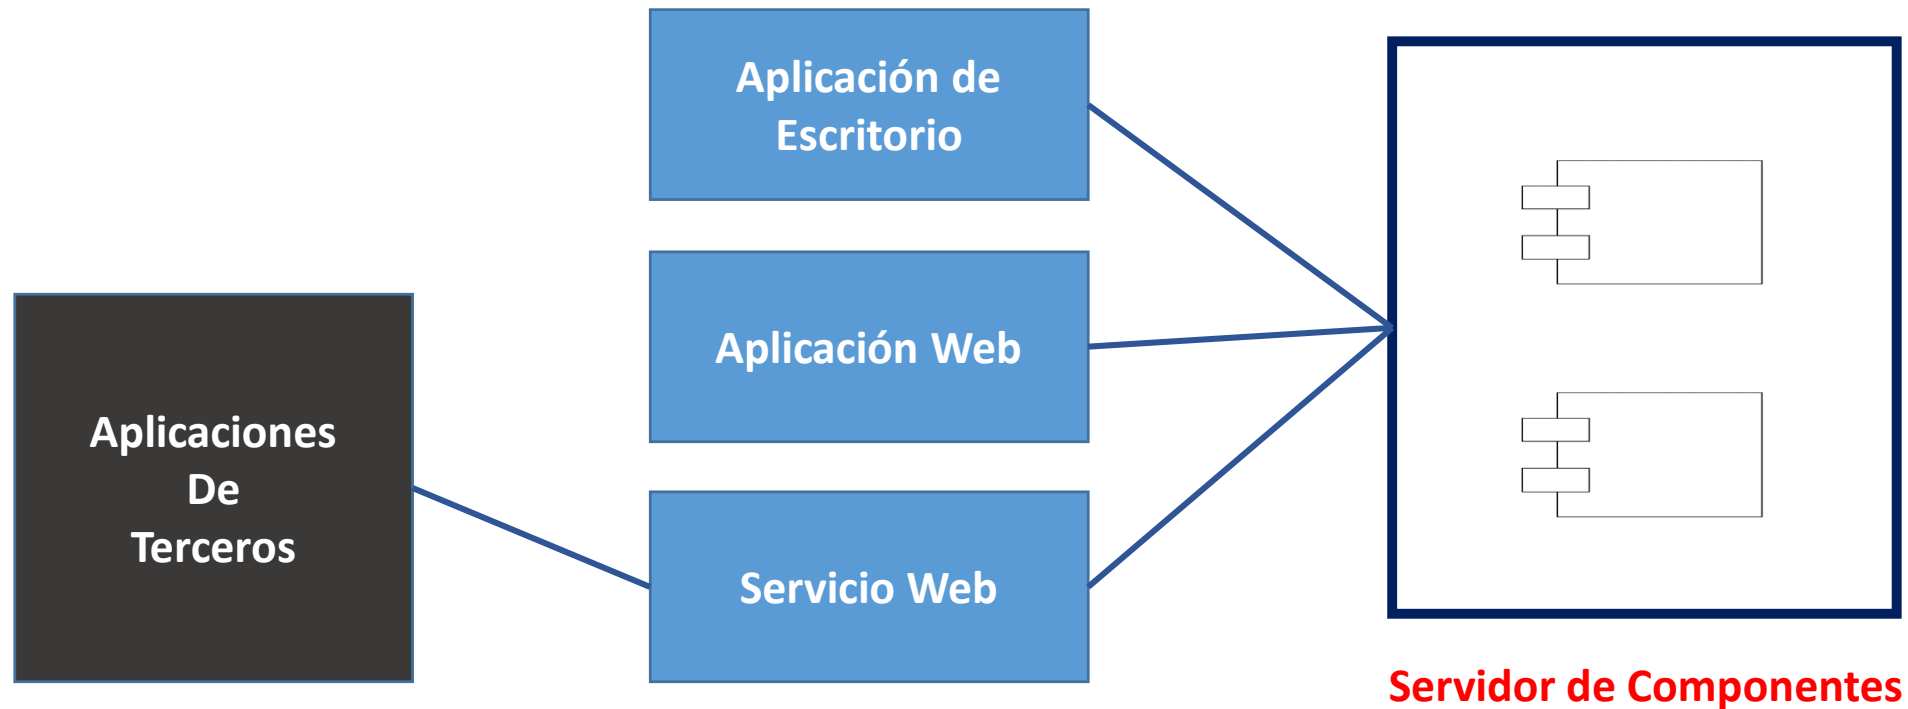 Aplicación de
Escritorio
Aplicación Web
Aplicaciones
De
Terceros
Servicio Web
Servidor de Componentes